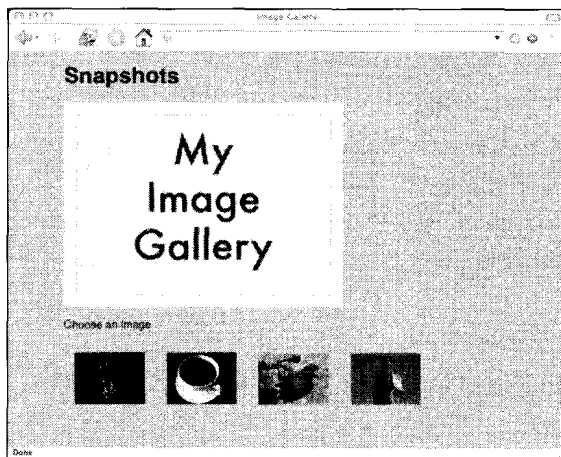 Image Gallery
Snapshots
My
Image
Gallery
Choose an image
Done